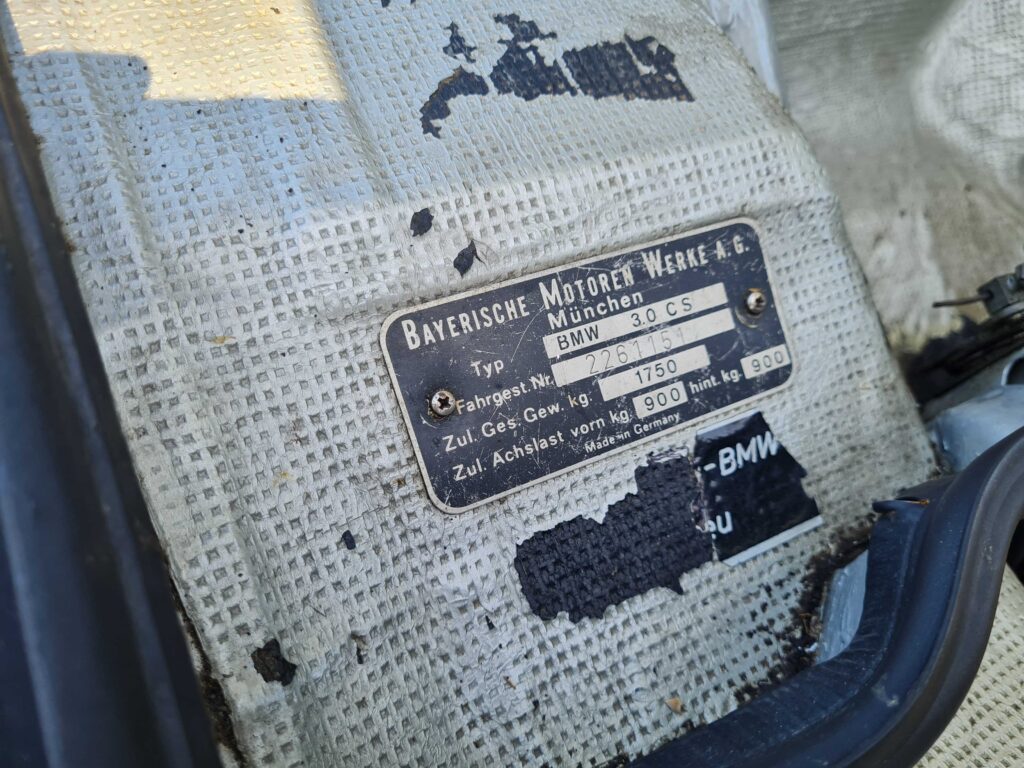 BAYERISCHE MOTOREN WERKE A.G.
München
Typ BMW 3.0 CS
Fahrgest. Nr. 2261151
Zul. Ges. Gew. kg. 1750
Zul. Achslast vorn kg. 900 hint. kg. 900
Made in Germany
-BMW